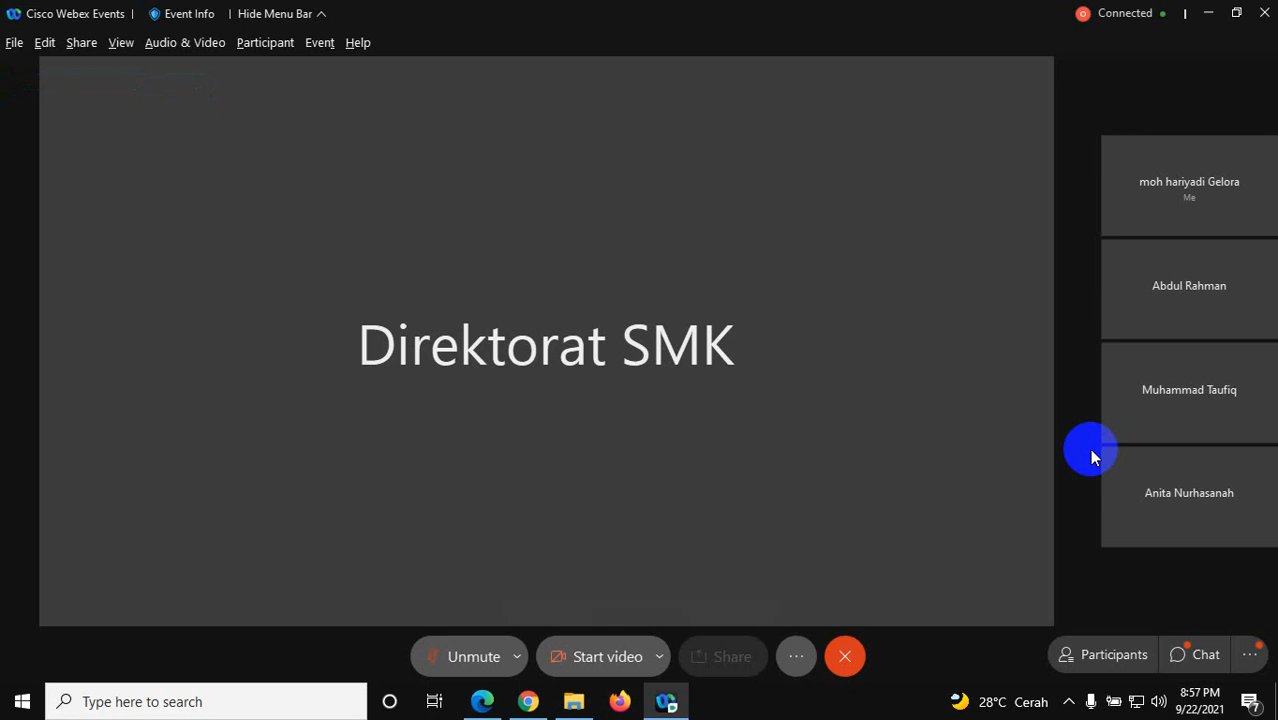 Cisco Webex Events | Event Info | Hide Menu Bar
Connected
File Edit Share View Audio & Video Participant Event Help
Direktorat SMK
moh hariyadi Gelora
Me
Abdul Rahman
Muhammad Taufiq
Anita Nurhasanah
Unmute Start video Share
Participants Chat
Type here to search
28°C Cerah
8:57 PM
9/22/2021
7